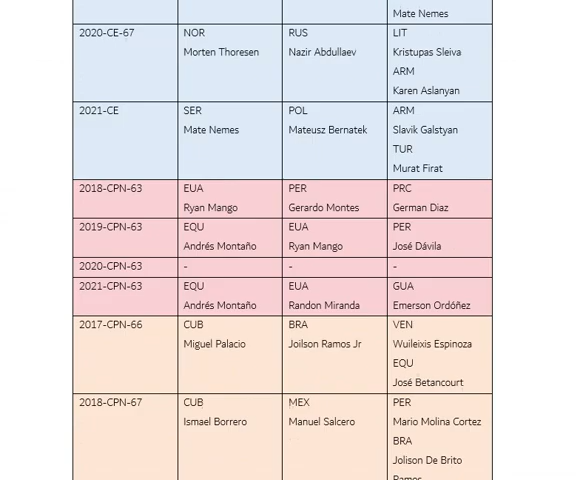 Mate Nemes
2020-CE-67 NOR RUS LIT
Morten Thoresen Nazir Abdullaev Kristupas Sleiva
ARM
Karen Aslanyan
2021-CE SER POL ARM
Mate Nemes Mateusz Bernatek Slavik Galstyan
TUR
Murat Firat
2018-CPN-63 EUA PER PRC
Ryan Mango Gerardo Montes German Diaz
2019-CPN-63 EQU EUA PER
Andrés Montaño Ryan Mango José Dávila
2020-CPN-63 - - -
2021-CPN-63 EQU EUA GUA
Andrés Montaño Randon Miranda Emerson Ordóñez
2017-CPN-66 CUB BRA VEN
Miguel Palacio Joilson Ramos Jr Wuileixis Espinoza
EQU
José Betancourt
2018-CPN-67 CUB MEX PER
Ismael Borrero Manuel Salcero Mario Molina Cortez
BRA
Jolison De Brito
Ramos